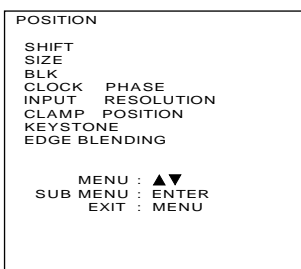 POSITION
SHIFT
SIZE
BLK
CLOCK PHASE
INPUT RESOLUTION
CLAMP POSITION
KEYSTONE
EDGE BLENDING
MENU : ▲▼
SUB MENU : ENTER
EXIT : MENU